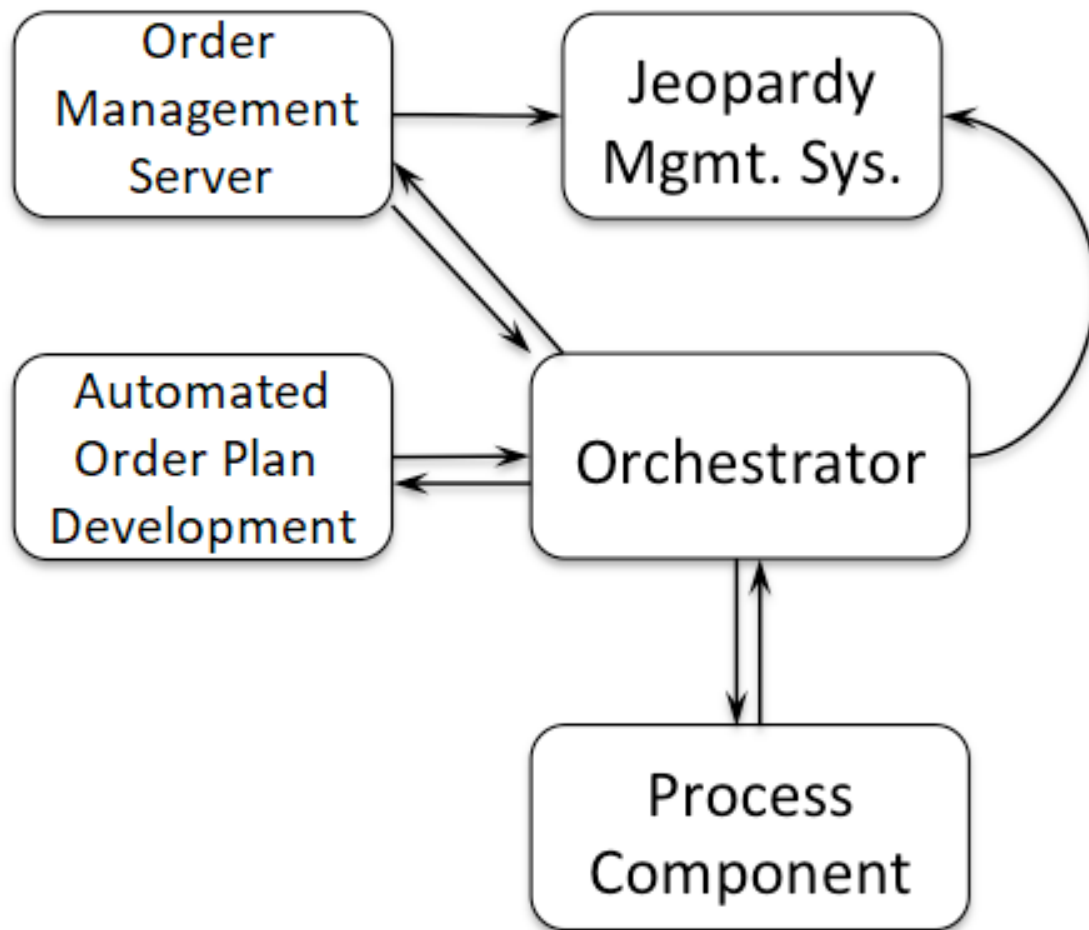 Order
Management
Server
Jeopardy
Mgmt. Sys.
Automated
Order Plan
Development
Orchestrator
Process
Component